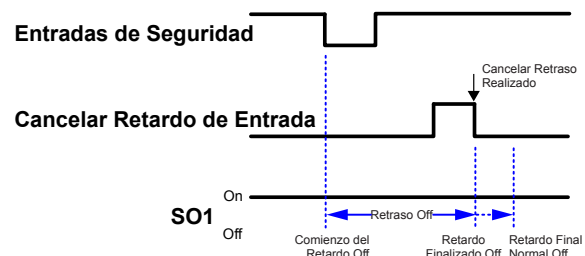 Entradas de Seguridad
Cancelar Retraso
Realizado
Cancelar Retardo de Entrada
On
SO1
Off
Retraso Off
Comienzo del
Retardo Off
Retardo
Finalizado Off
Retardo Final
Normal Off